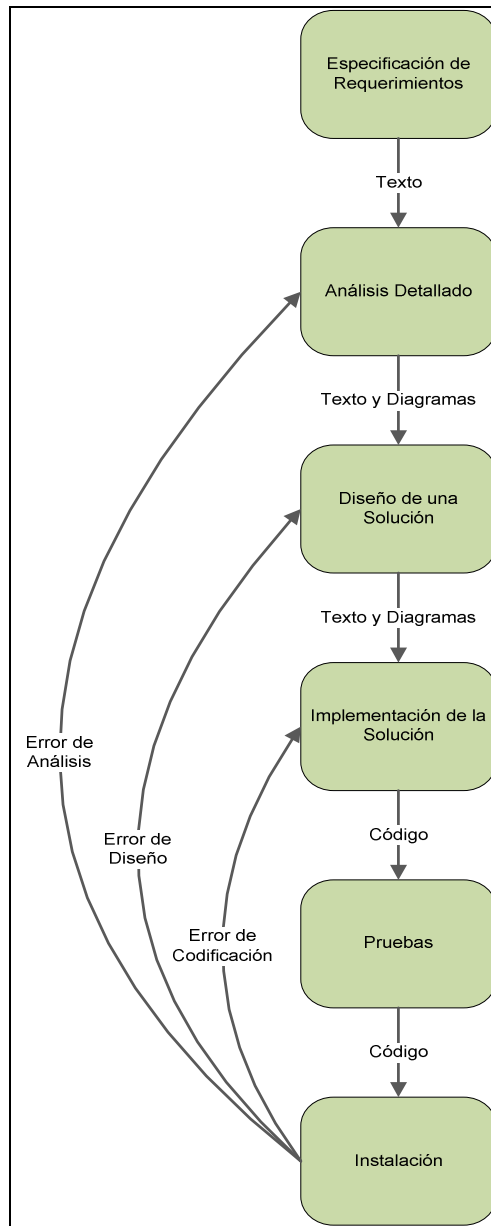 Especificación de
Requerimientos
Texto
Análisis Detallado
Texto y Diagramas
Diseño de una
Solución
Texto y Diagramas
Implementación de la
Solución
Error de
Análisis
Error de
Diseño
Error de
Codificación
Código
Pruebas
Código
Instalación